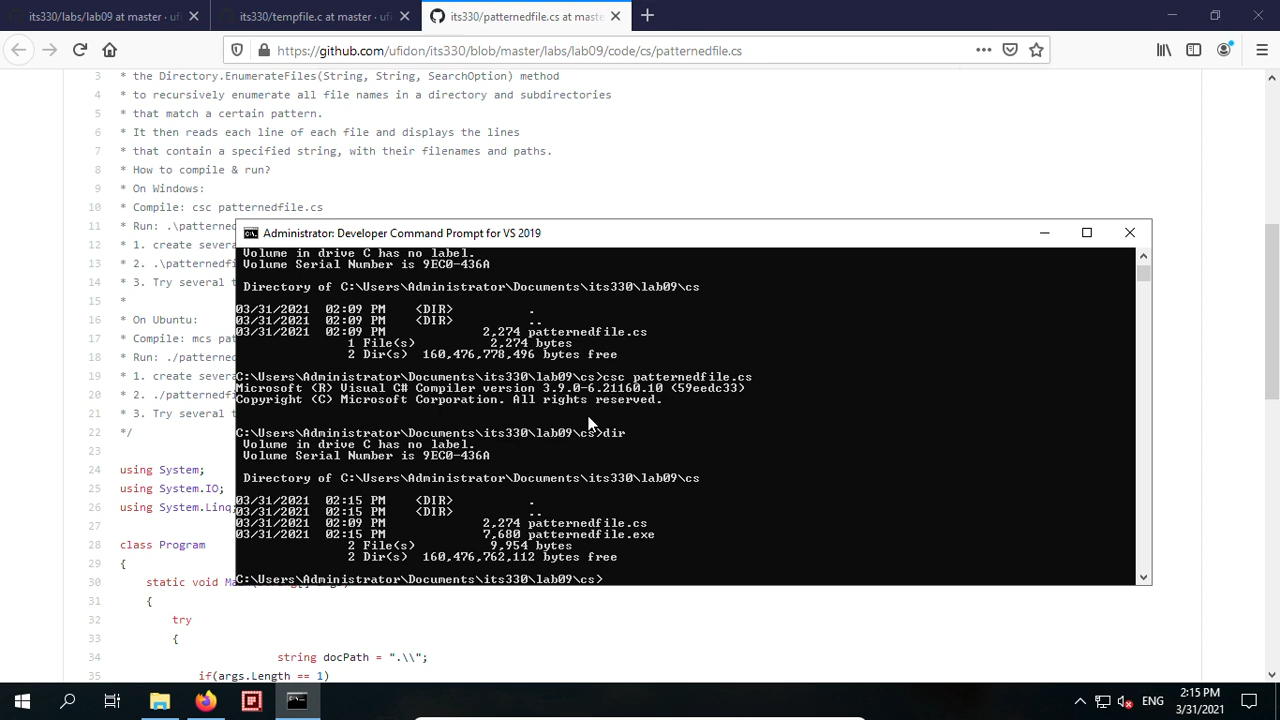 its330/labs/lab09 at master · ufi
its330/tempfile.c at master · ufi
its330/patternedfile.cs at maste
https://github.com/ufidon/its330/blob/master/labs/lab09/code/cs/patternedfile.cs
3 * the Directory.EnumerateFiles(String, String, SearchOption) method
4 * to recursively enumerate all file names in a directory and subdirectories
5 * that match a certain pattern.
6 * It then reads each line of each file and displays the lines
7 * that contain a specified string, with their filenames and paths.
8 * How to compile & run?
9 * On Windows:
10 * Compile: csc patternedfile.cs
11 * Run: .\patterned
12 * 1. create severa
13 * 2. .\patternedfi
14 * 3. Try several t
15 *
16 * On Ubuntu:
17 * Compile: mcs pat
18 * Run: ./patterned
19 * 1. create severa
20 * 2. ./patternedfi
21 * 3. Try several t
22 */
23
24 using System;
25 using System.IO;
26 using System.Linq;
27
28 class Program
29 {
30 static void Ma
31 {
32 try
33 {
34 string docPath = ".\\";
35 if(args.Length == 1)
Administrator: Developer Command Prompt for VS 2019
Volume in drive C has no label.
Volume Serial Number is 9EC0-436A
Directory of C:\Users\Administrator\Documents\its330\lab09\cs
03/31/2021 02:09 PM <DIR> .
03/31/2021 02:09 PM <DIR> ..
03/31/2021 02:09 PM 2,274 patternedfile.cs
1 File(s) 2,274 bytes
2 Dir(s) 160,476,778,496 bytes free
C:\Users\Administrator\Documents\its330\lab09\cs>csc patternedfile.cs
Microsoft (R) Visual C# Compiler version 3.9.0-6.21160.10 (59eedc33)
Copyright (C) Microsoft Corporation. All rights reserved.
C:\Users\Administrator\Documents\its330\lab09\cs>dir
Volume in drive C has no label.
Volume Serial Number is 9EC0-436A
Directory of C:\Users\Administrator\Documents\its330\lab09\cs
03/31/2021 02:15 PM <DIR> .
03/31/2021 02:15 PM <DIR> ..
03/31/2021 02:09 PM 2,274 patternedfile.cs
03/31/2021 02:15 PM 7,680 patternedfile.exe
2 File(s) 9,954 bytes
2 Dir(s) 160,476,762,112 bytes free
C:\Users\Administrator\Documents\its330\lab09\cs>
ENG
2:15 PM
3/31/2021